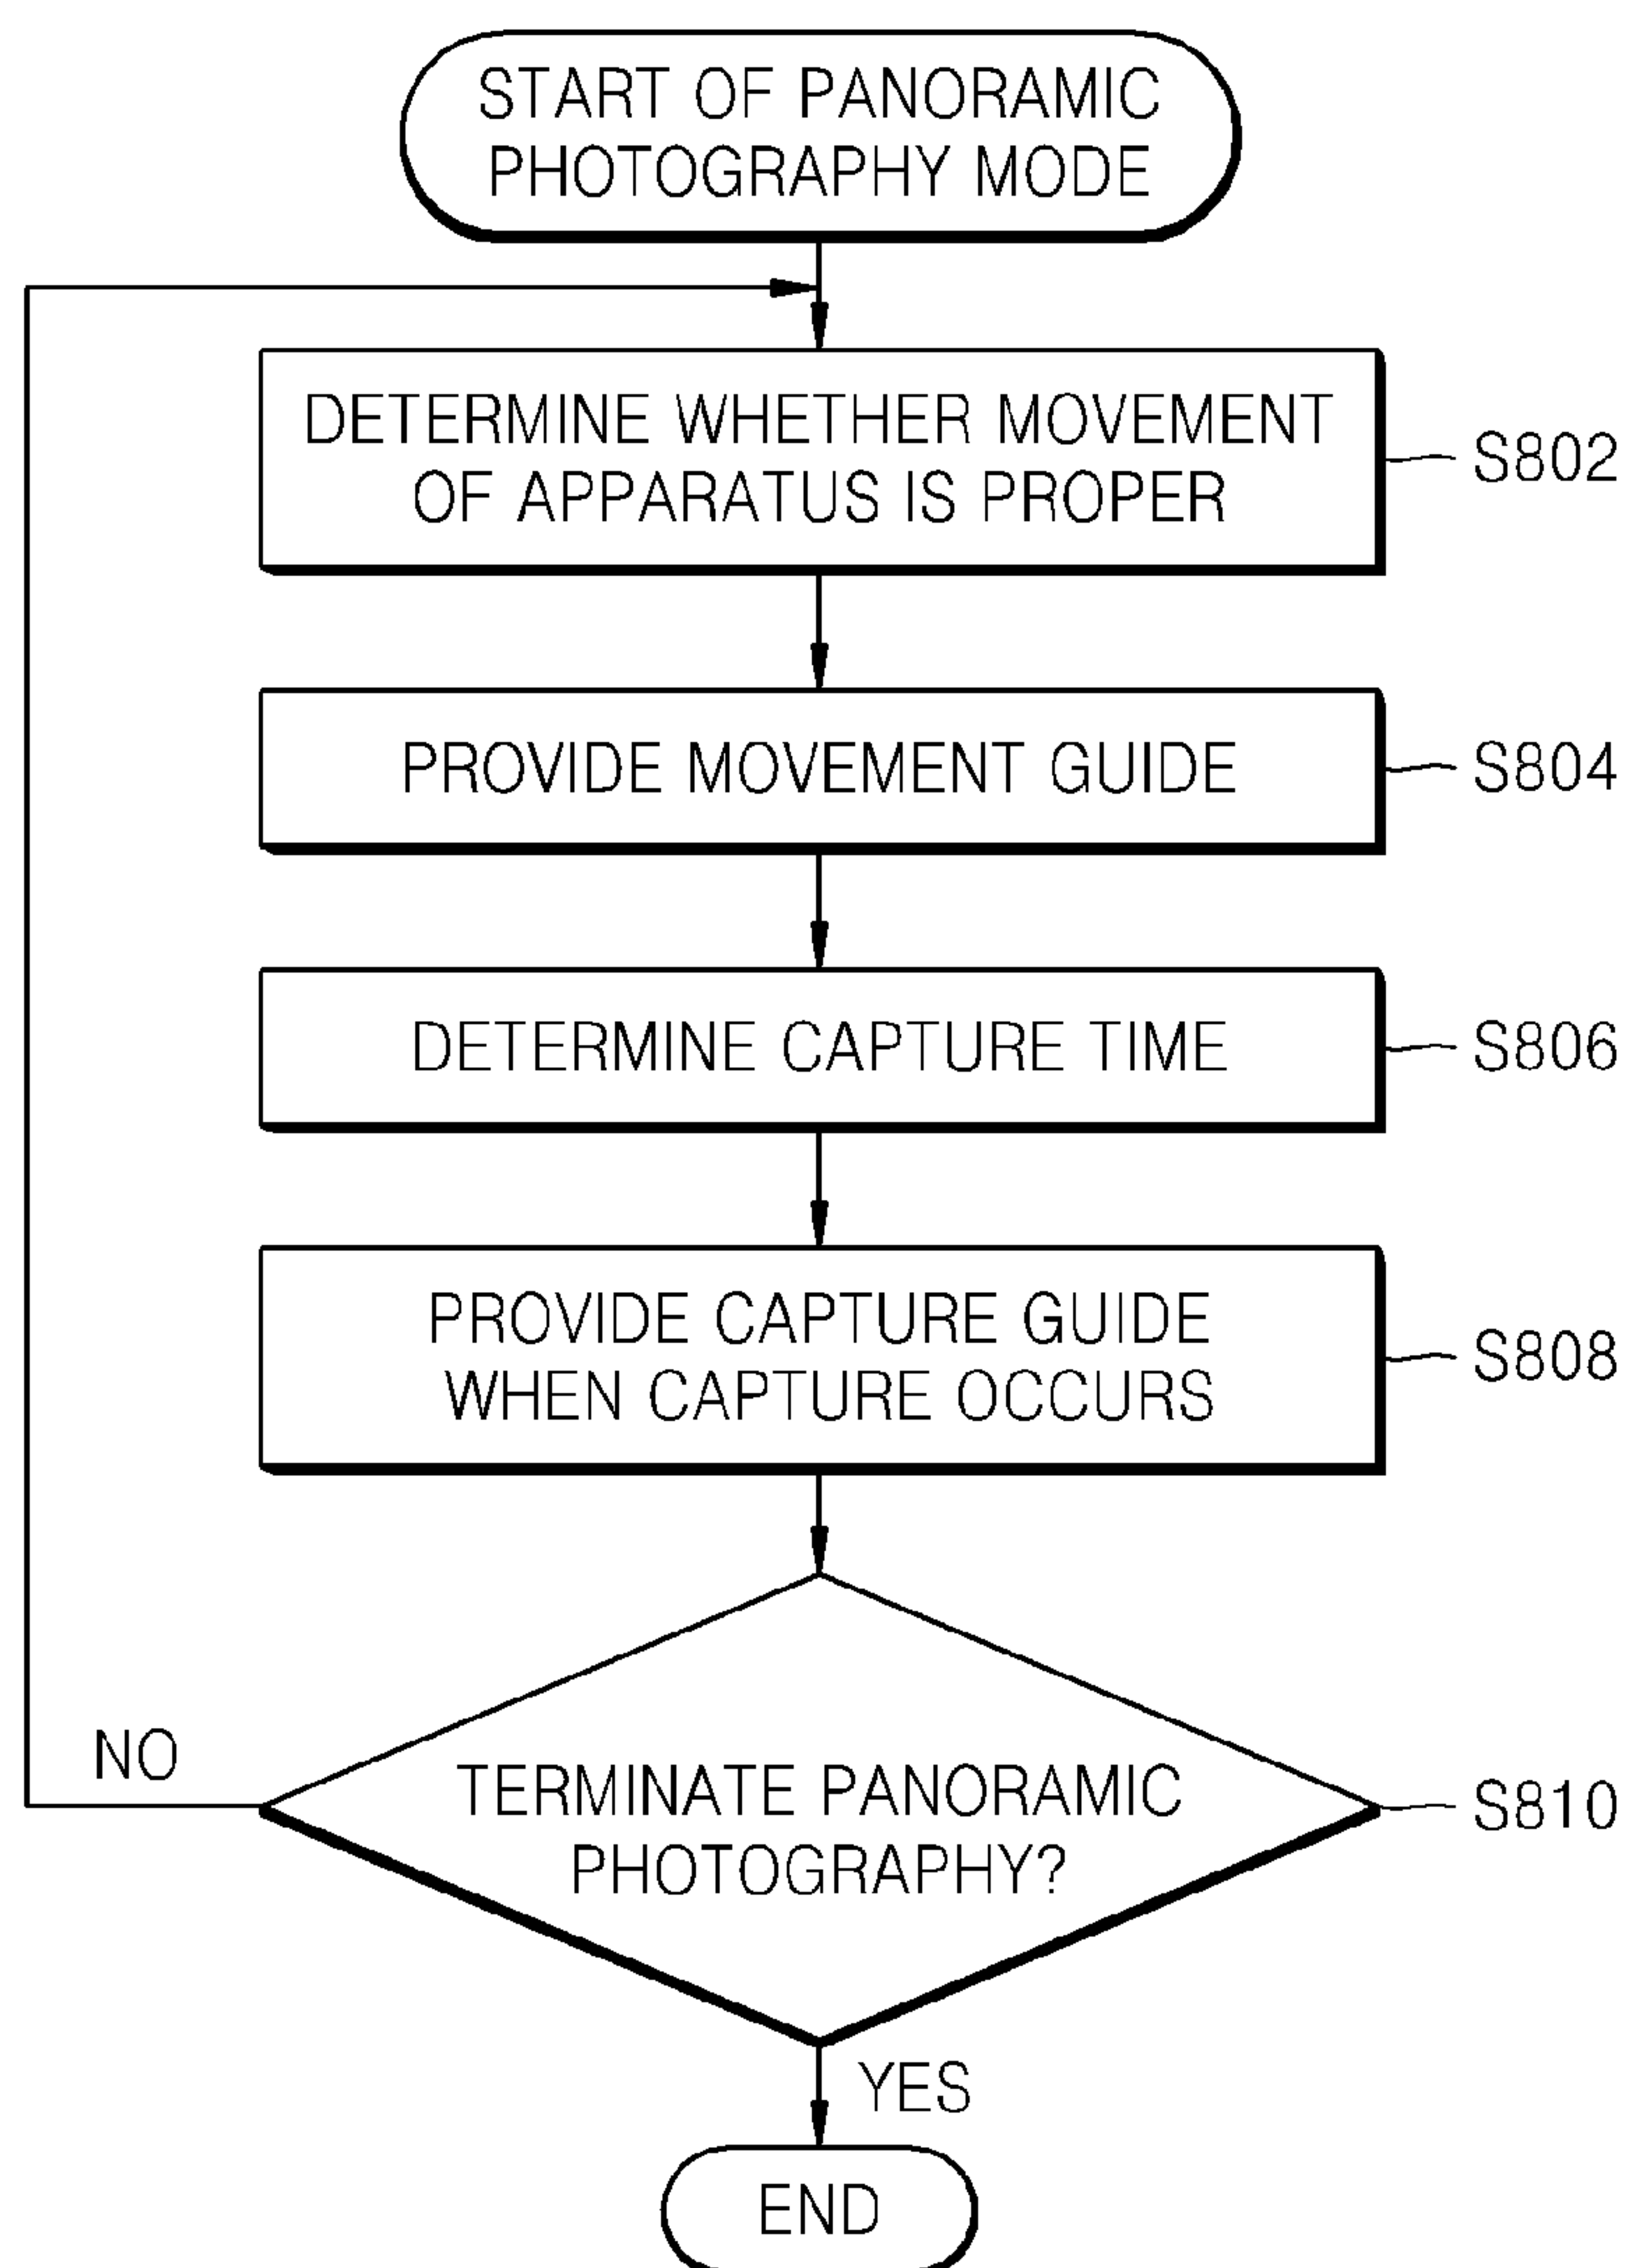 START OF PANORAMIC
PHOTOGRAPHY MODE
DETERMINE WHETHER MOVEMENT
OF APPARATUS IS PROPER
S802
PROVIDE MOVEMENT GUIDE
S804
DETERMINE CAPTURE TIME
S806
PROVIDE CAPTURE GUIDE
WHEN CAPTURE OCCURS
S808
NO
TERMINATE PANORAMIC
PHOTOGRAPHY?
S810
YES
END